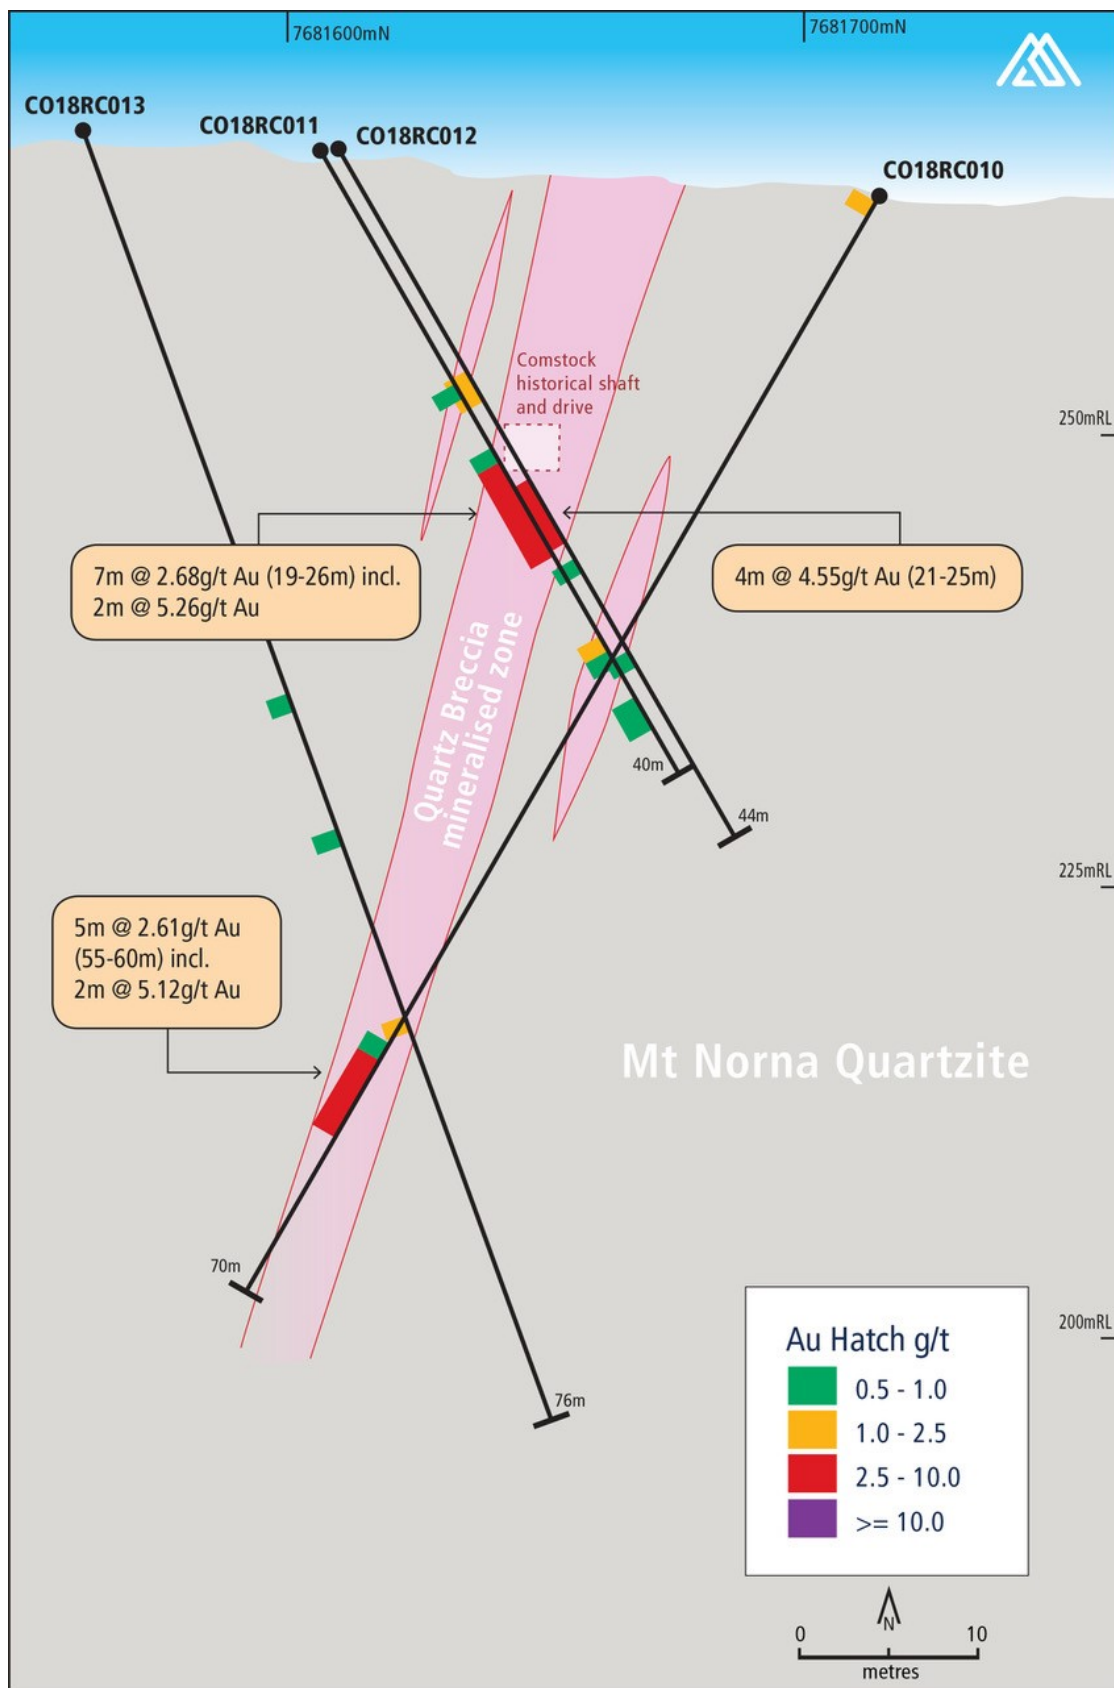 7681600mN
7681700mN
CO18RC013
CO18RC011
CO18RC012
CO18RC010
Comstock
historical shaft
and drive
250mRL
7m @ 2.68g/t Au (19-26m) incl.
2m @ 5.26g/t Au
4m @ 4.55g/t Au (21-25m)
Quartz Breccia
mineralised zone
40m
44m
225mRL
5m @ 2.61g/t Au
(55-60m) incl.
2m @ 5.12g/t Au
Mt Norna Quartzite
70m
200mRL
76m
Au Hatch g/t
0.5 - 1.0
1.0 - 2.5
2.5 - 10.0
>= 10.0
N
0 10
metres